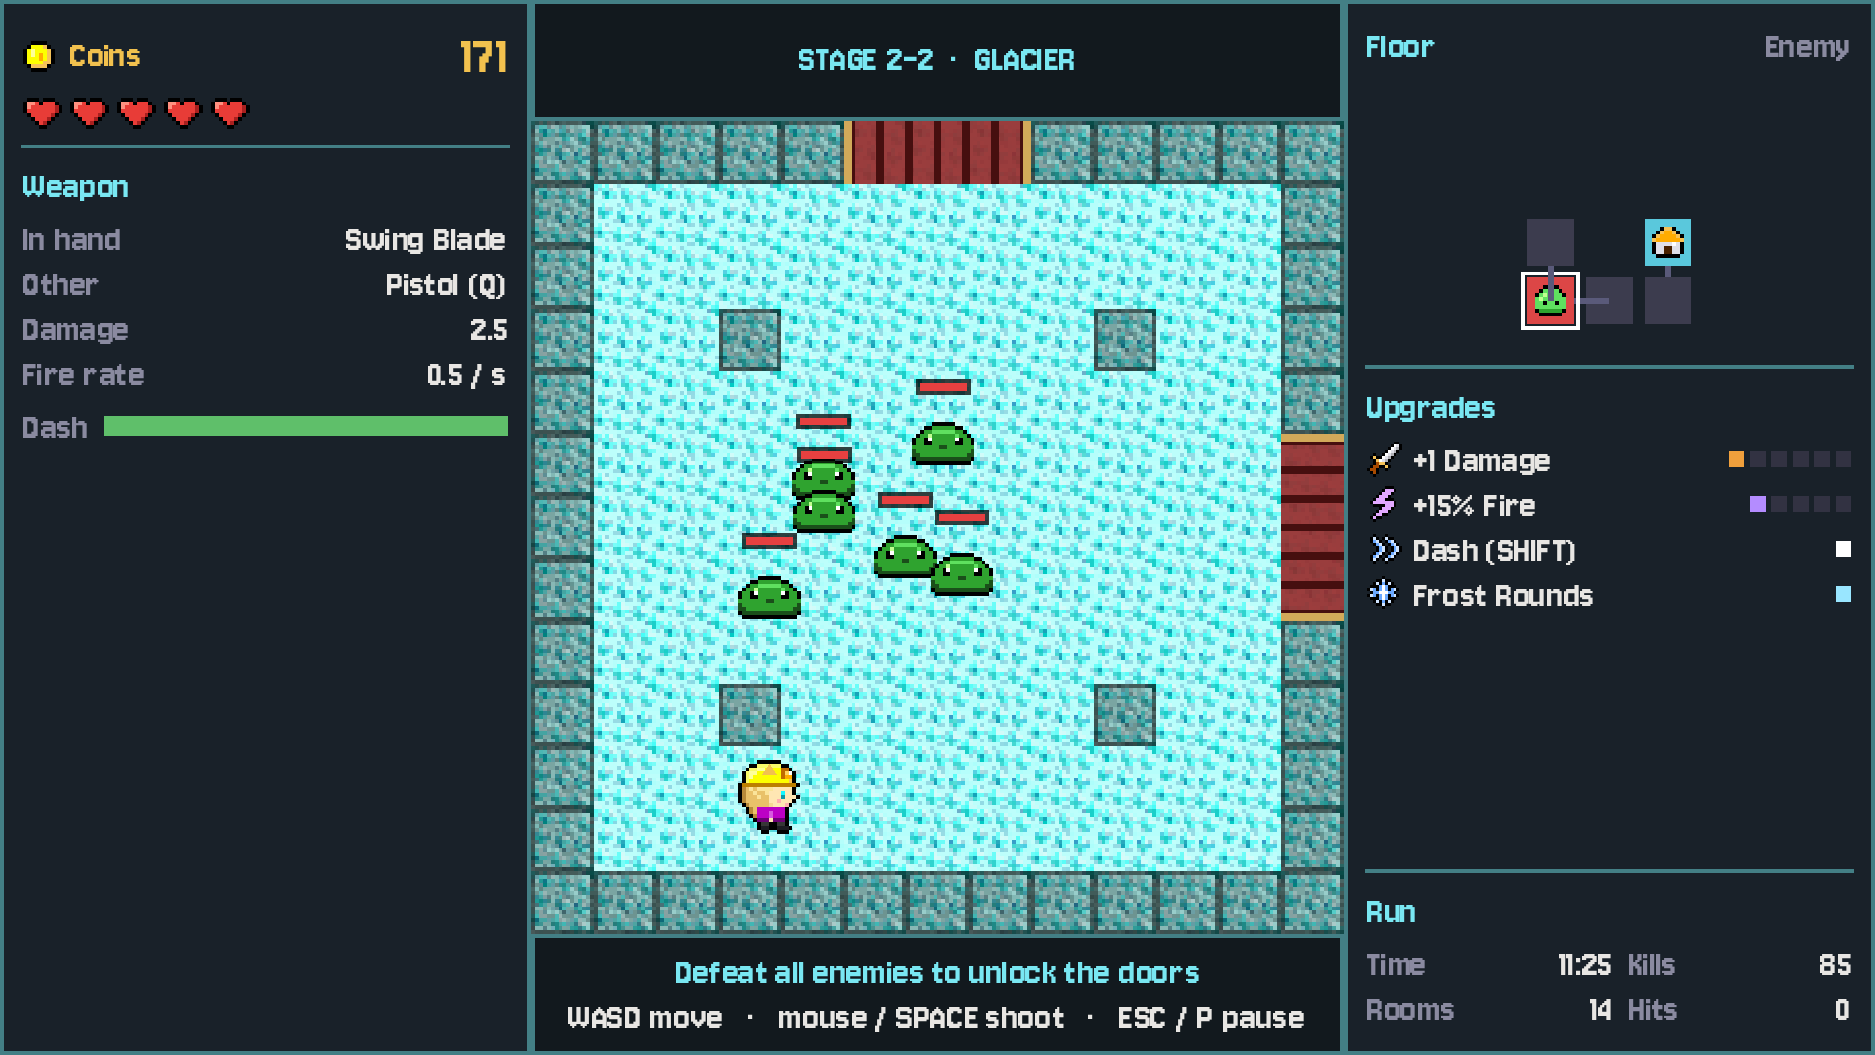 Coins 171
Weapon
In hand Swing Blade
Other Pistol (Q)
Damage 2.5
Fire rate 0.5 / s
Dash
STAGE 2-2 · GLACIER
Defeat all enemies to unlock the doors
WASD move · mouse / SPACE shoot · ESC / P pause
Floor Enemy
Upgrades
+1 Damage
+15% Fire
Dash (SHIFT)
Frost Rounds
Run
Time 11:25 Kills 85
Rooms 14 Hits 0